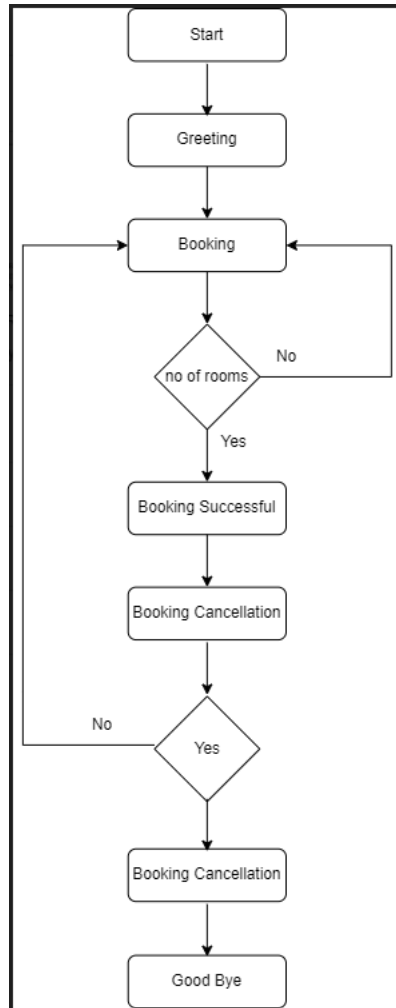 Start
Greeting
Booking
no of rooms
No
Yes
Booking Successful
Booking Cancellation
No
Yes
Booking Cancellation
Good Bye